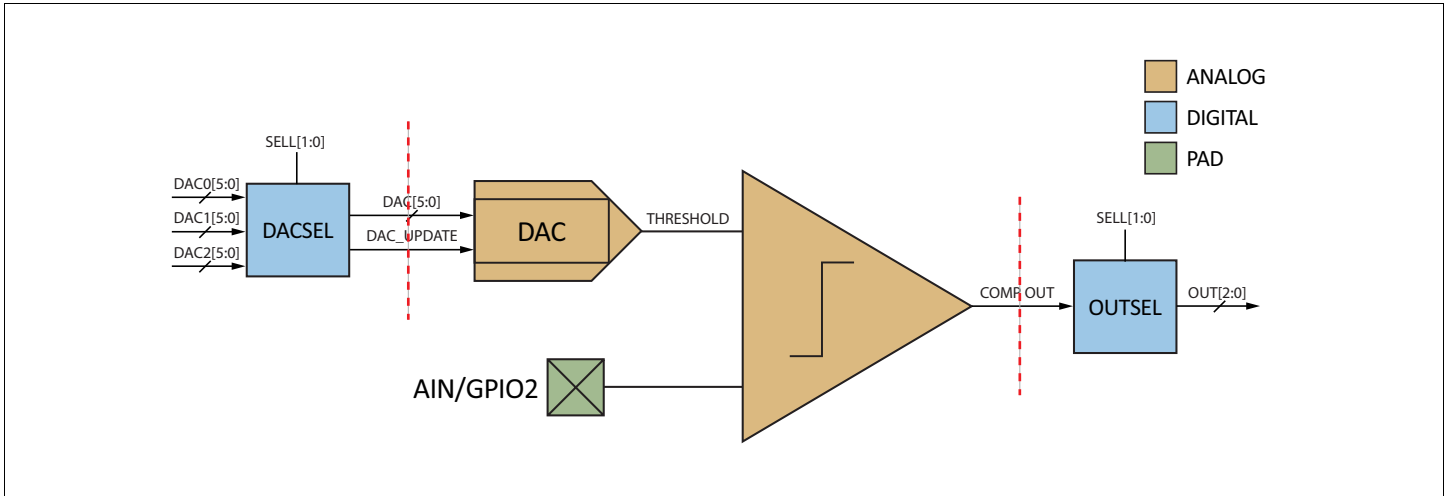 ANALOG
DIGITAL
PAD
SELL[1:0]
DAC0[5:0]
DAC1[5:0]
DAC2[5:0]
DACSEL
DAC[5:0]
DAC_UPDATE
DAC
THRESHOLD
AIN/GPIO2
COMP OUT
SELL[1:0]
OUTSEL
OUT[2:0]